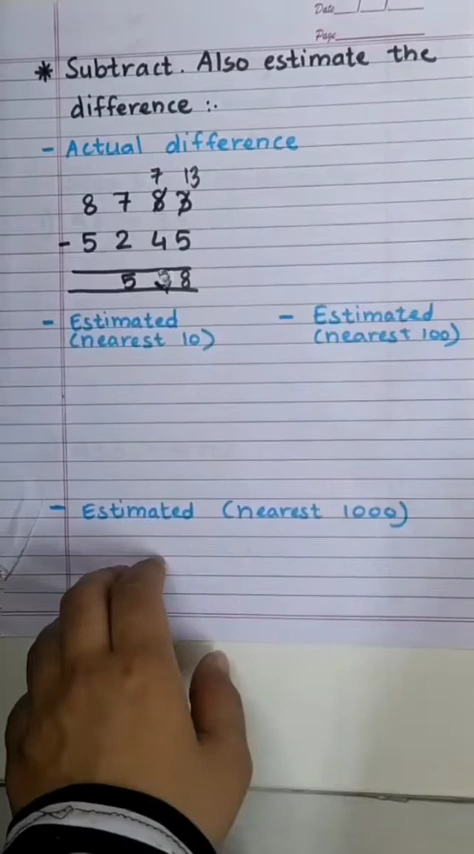 Date
Page
* Subtract. Also estimate the
difference :.
- Actual difference
7 13
8 7 8 3
- 5 2 4 5
5 3 8
- Estimated
(nearest 10)
- Estimated
(nearest 100)
- Estimated (nearest 1000)